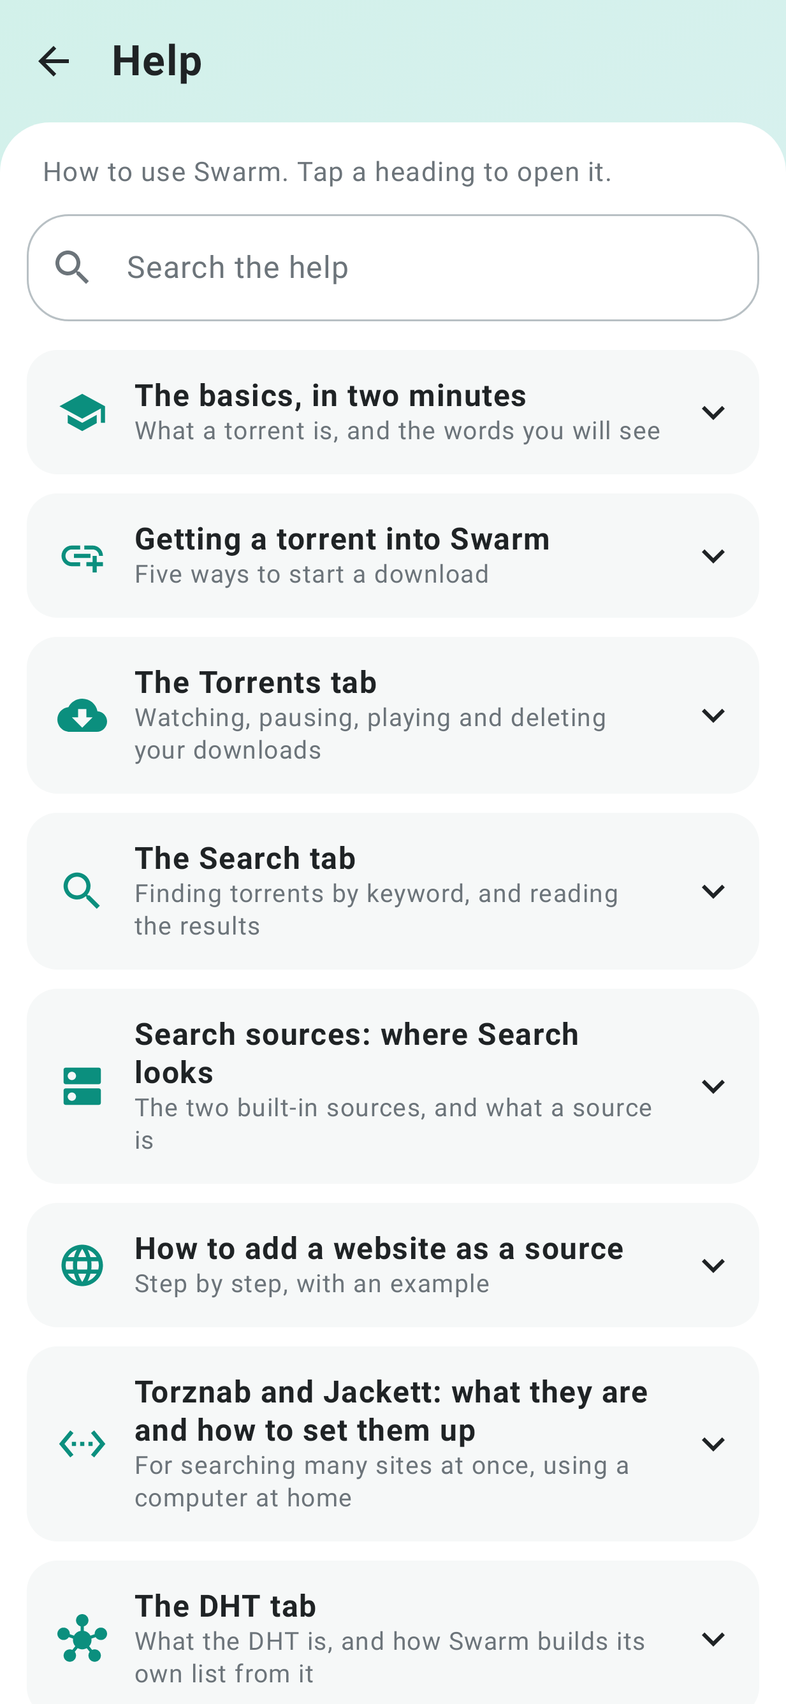 Help
How to use Swarm. Tap a heading to open it.
Search the help
The basics, in two minutes
What a torrent is, and the words you will see
Getting a torrent into Swarm
Five ways to start a download
The Torrents tab
Watching, pausing, playing and deleting
your downloads
The Search tab
Finding torrents by keyword, and reading
the results
Search sources: where Search
looks
The two built-in sources, and what a source
is
How to add a website as a source
Step by step, with an example
Torznab and Jackett: what they are
and how to set them up
For searching many sites at once, using a
computer at home
The DHT tab
What the DHT is, and how Swarm builds its
own list from it